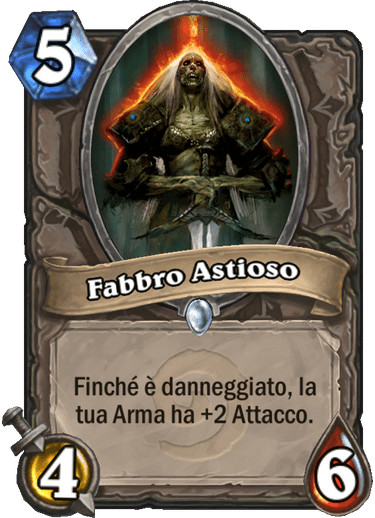 5
Fabbro Astioso
Finché è danneggiato, la
tua Arma ha +2 Attacco.
4
6